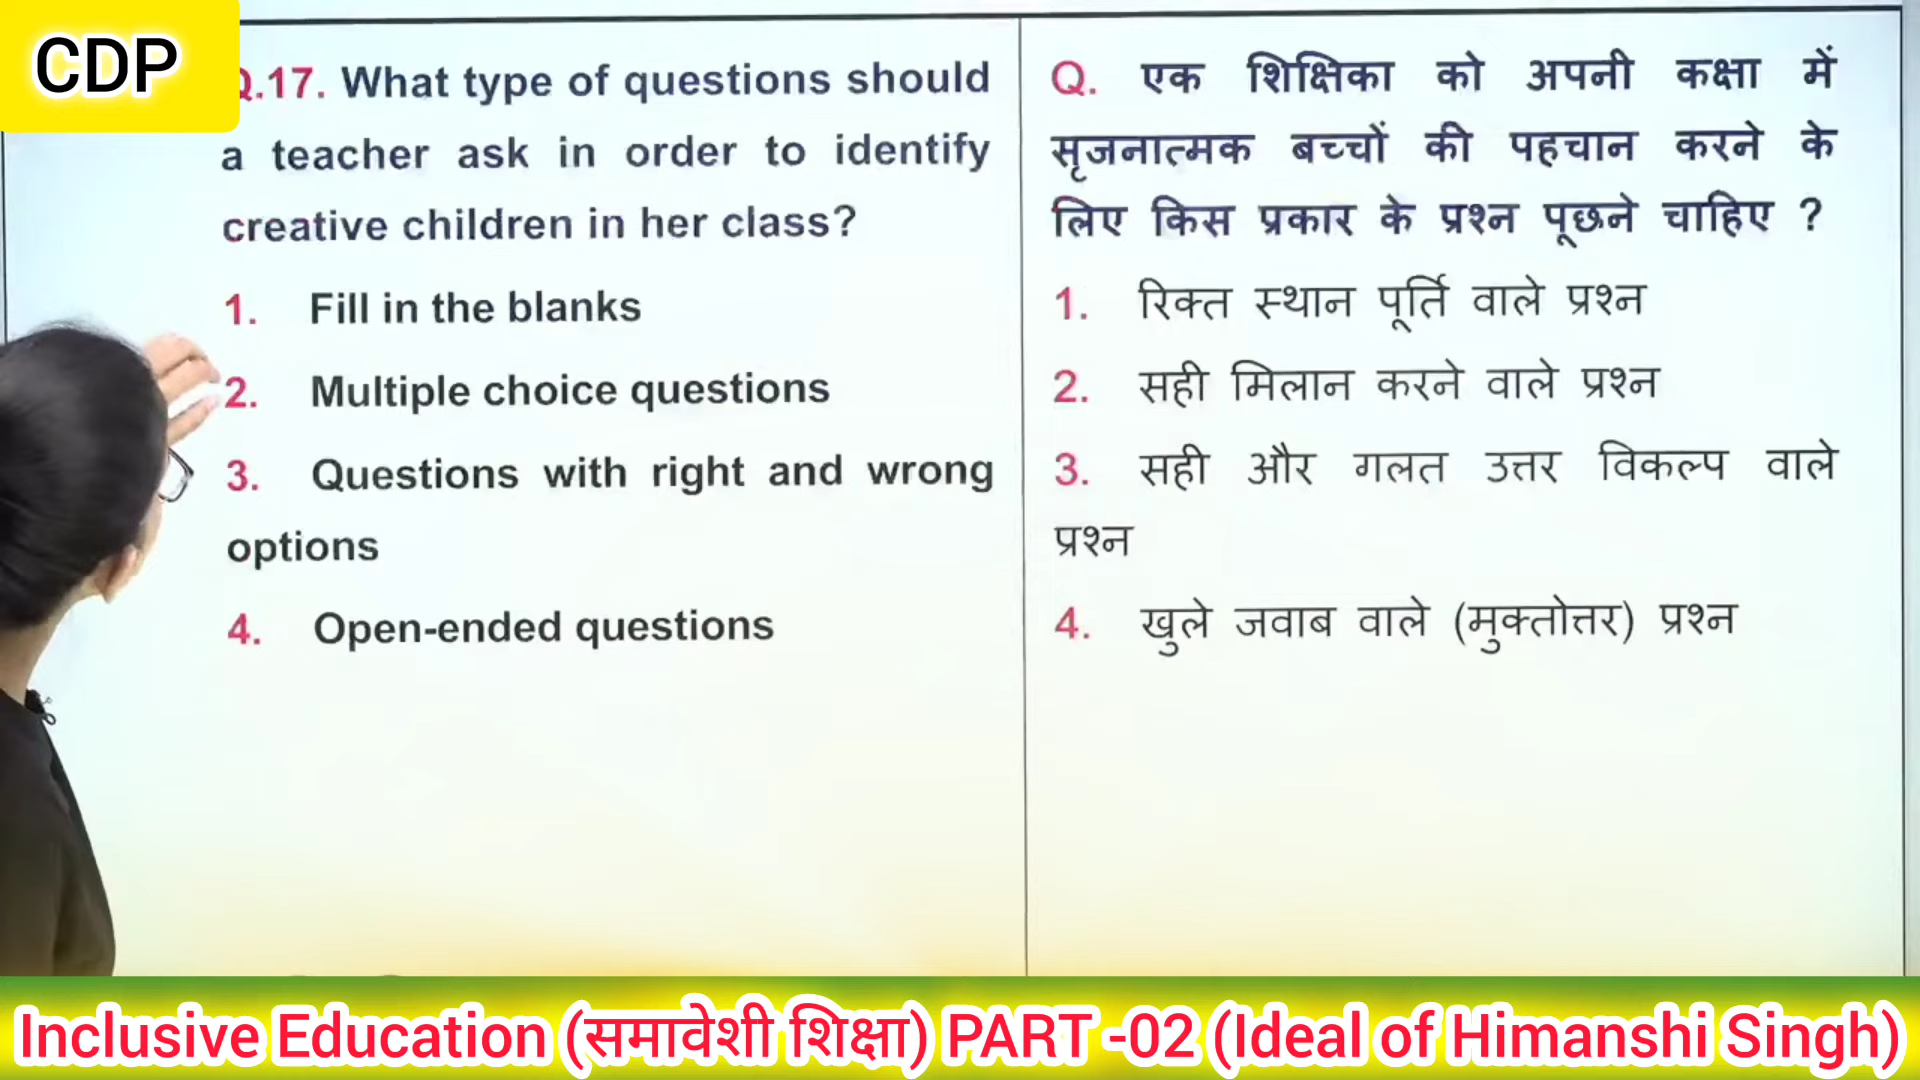 CDP
Q.17. What type of questions should
a teacher ask in order to identify
creative children in her class?
1. Fill in the blanks
2. Multiple choice questions
3. Questions with right and wrong
options
4. Open-ended questions
Q. एक शिक्षिका को अपनी कक्षा में
सृजनात्मक बच्चों की पहचान करने के
लिए किस प्रकार के प्रश्न पूछने चाहिए ?
1. रिक्त स्थान पूर्ति वाले प्रश्न
2. सही मिलान करने वाले प्रश्न
3. सही और गलत उत्तर विकल्प वाले
प्रश्न
4. खुले जवाब वाले (मुक्तोत्तर) प्रश्न
Inclusive Education (समावेशी शिक्षा) PART -02 (Ideal of Himanshi Singh)